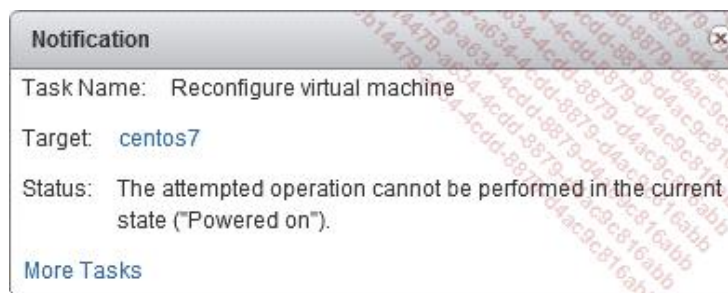 Notification
Task Name: Reconfigure virtual machine
Target: centos7
Status: The attempted operation cannot be performed in the current
state ("Powered on").
More Tasks